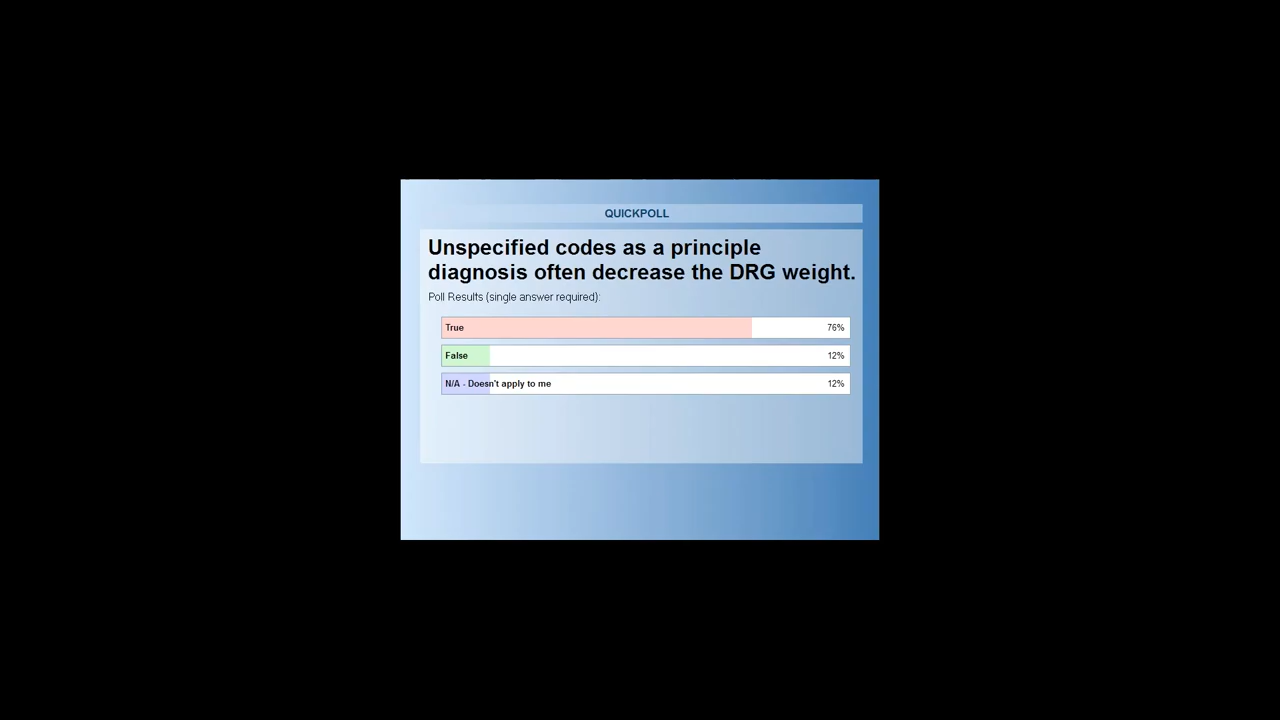 QUICKPOLL
Unspecified codes as a principle
diagnosis often decrease the DRG weight.
Poll Results (single answer required):
True 76%
False 12%
N/A - Doesn't apply to me 12%